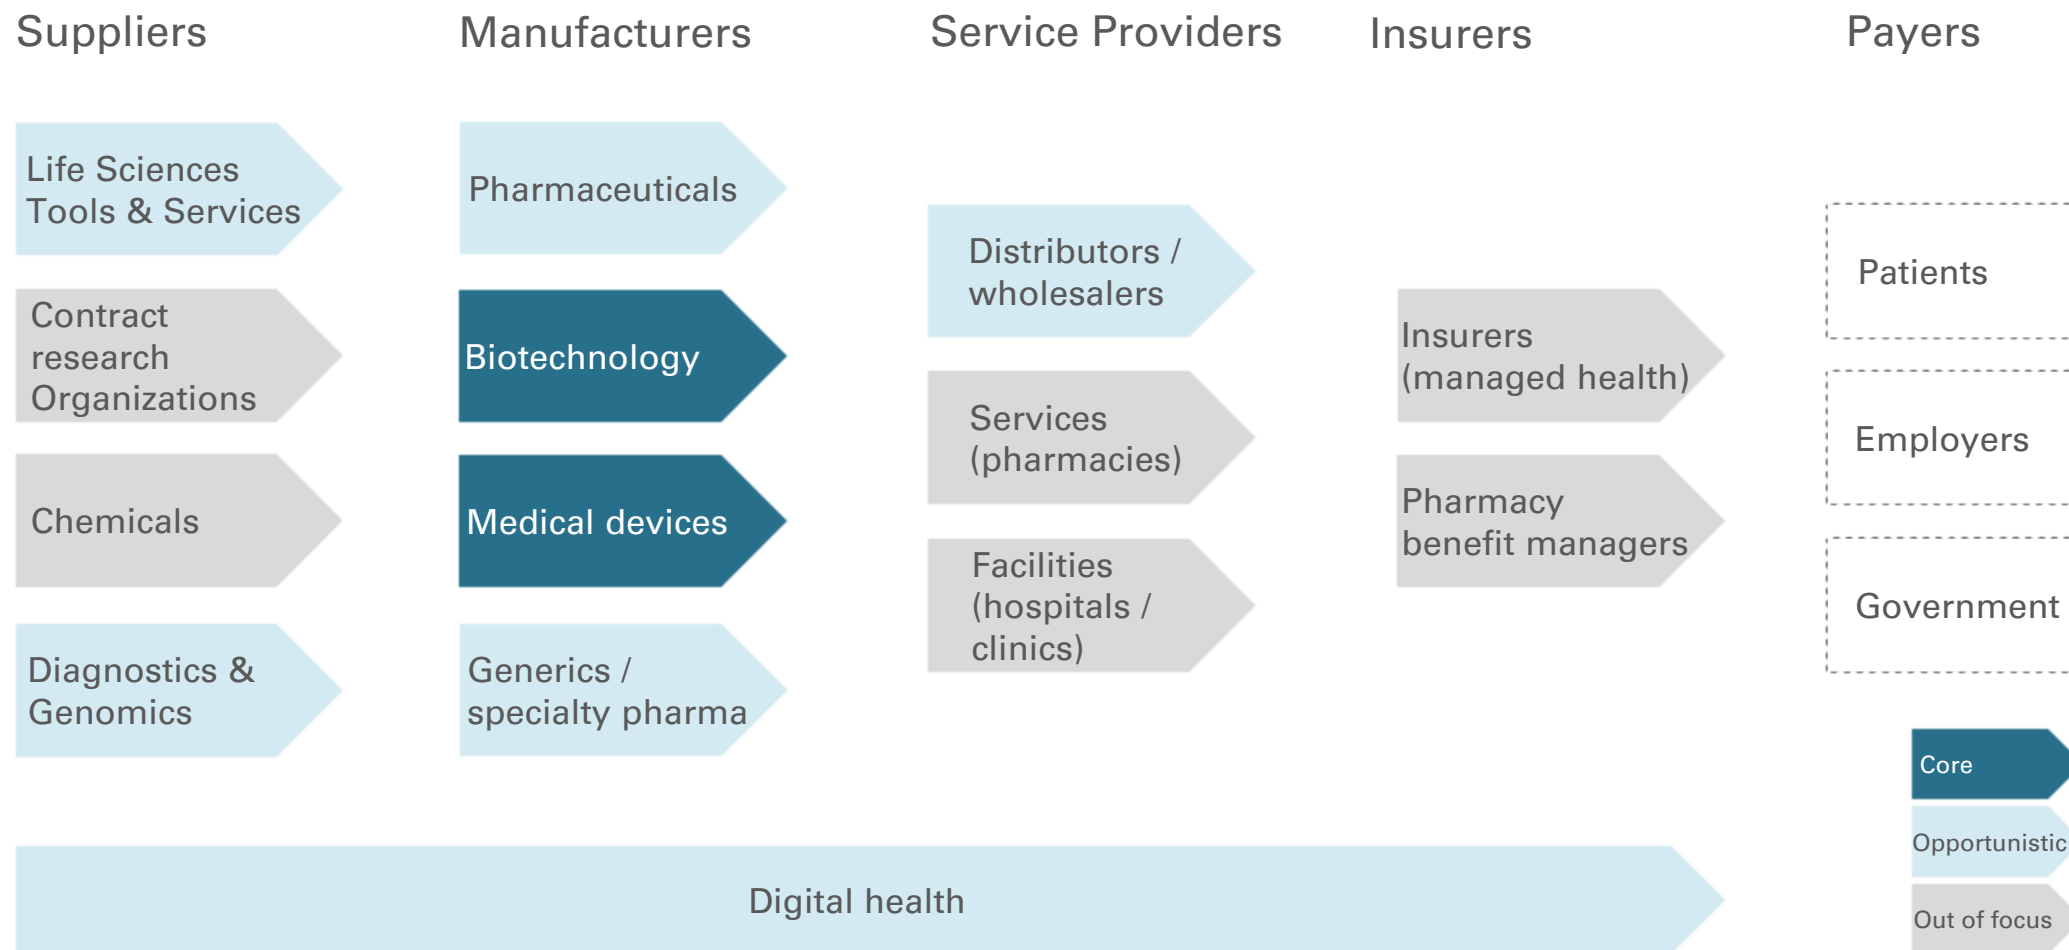 Suppliers
Manufacturers
Service Providers
Insurers
Payers
Life Sciences
Tools & Services
Contract
research
Organizations
Chemicals
Diagnostics &
Genomics
Pharmaceuticals
Biotechnology
Medical devices
Generics /
specialty pharma
Distributors /
wholesalers
Services
(pharmacies)
Facilities
(hospitals /
clinics)
Insurers
(managed health)
Pharmacy
benefit managers
Patients
Employers
Government
Digital health
Core
Opportunistic
Out of focus